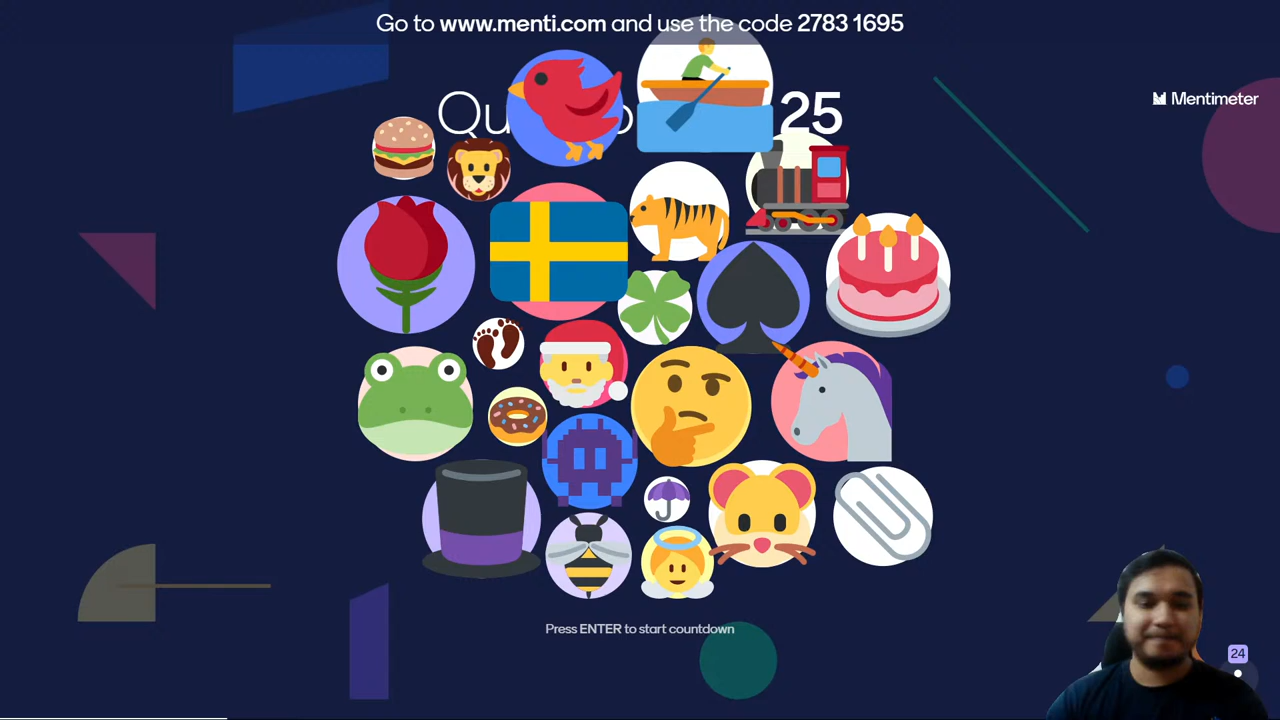 Go to www.menti.com and use the code 2783 1695
Mentimeter
25
Press ENTER to start countdown
24